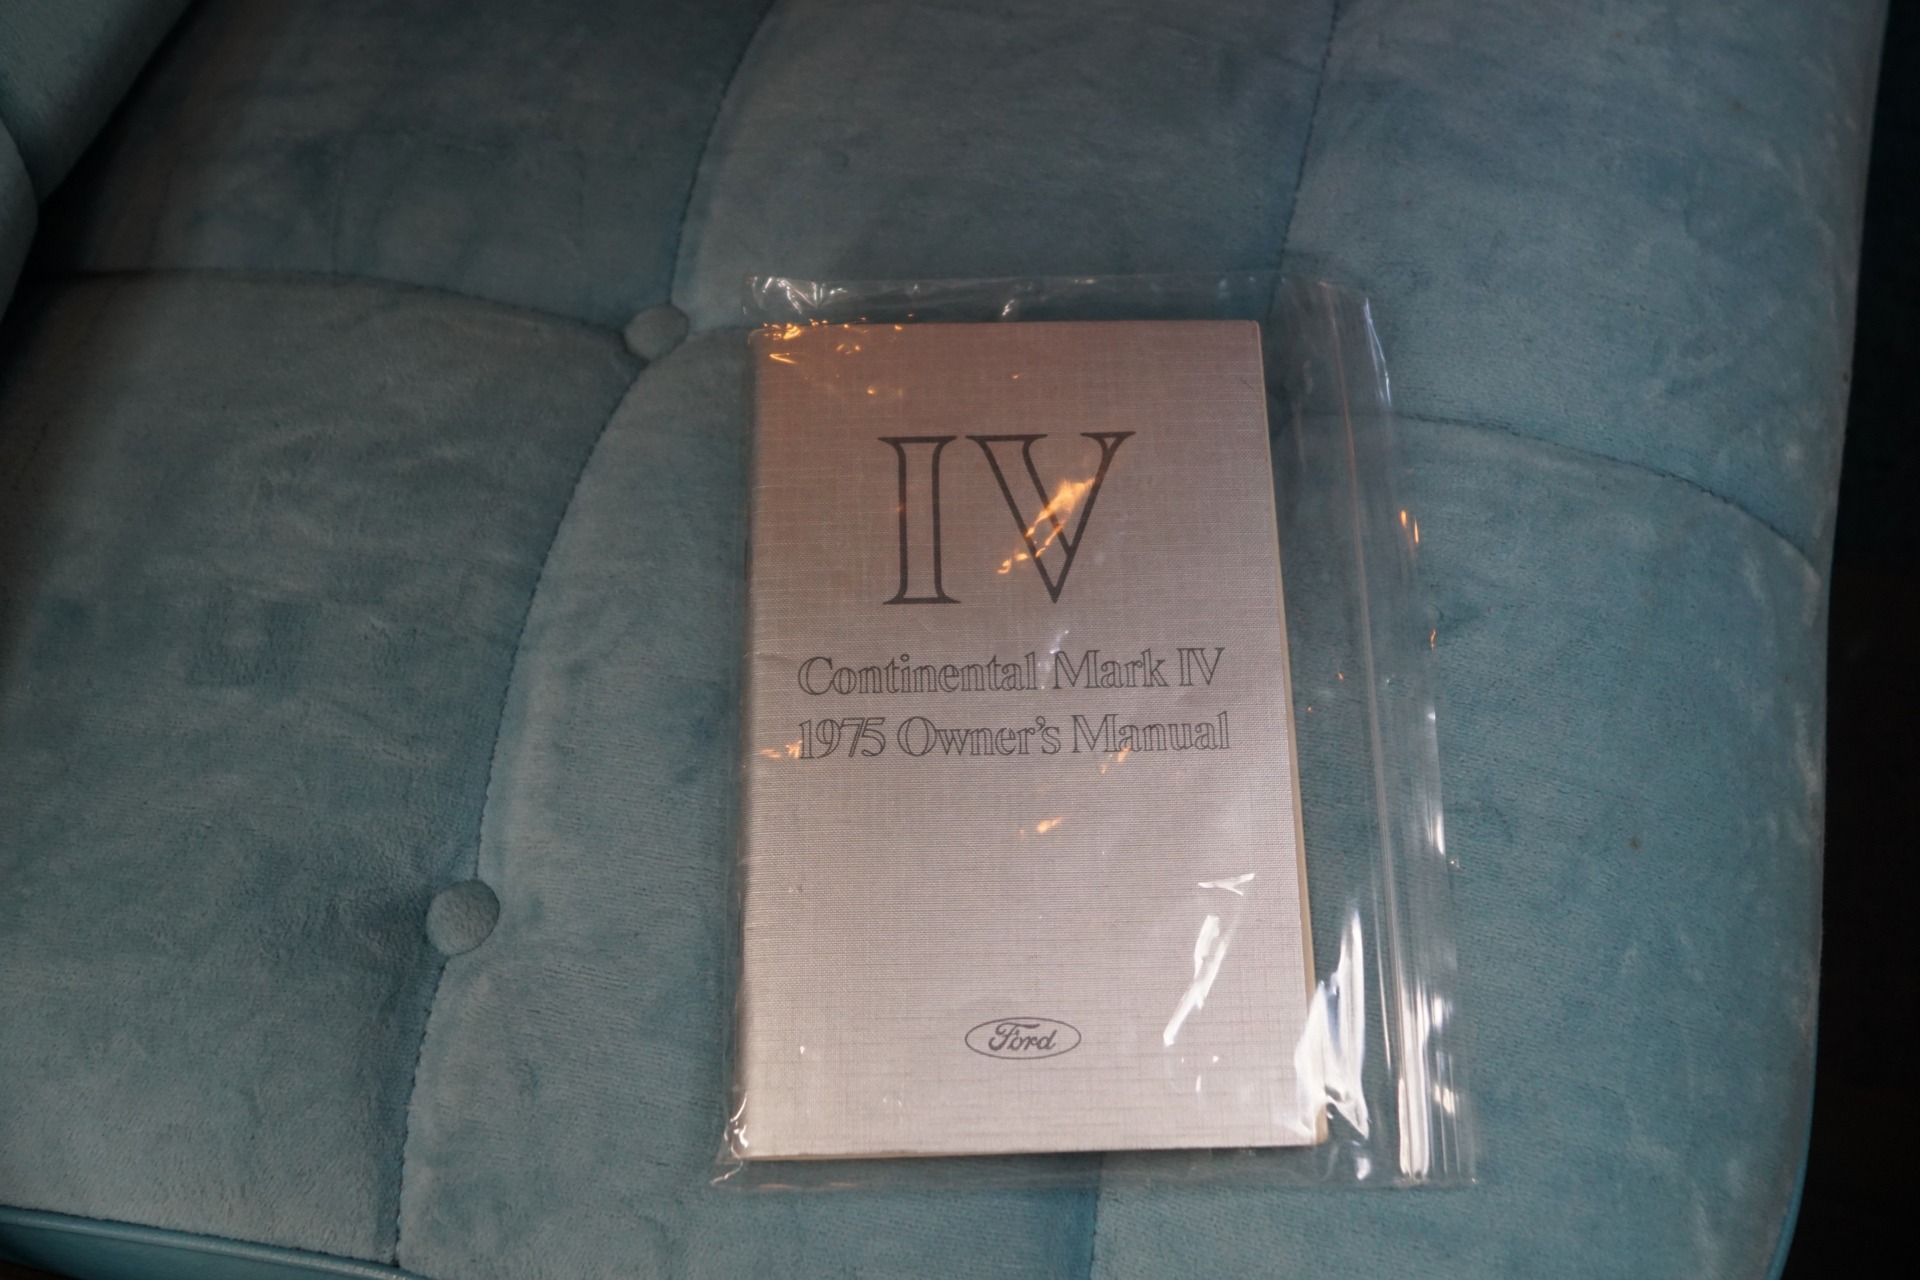 IV
Continental Mark IV
1975 Owner's Manual
Ford